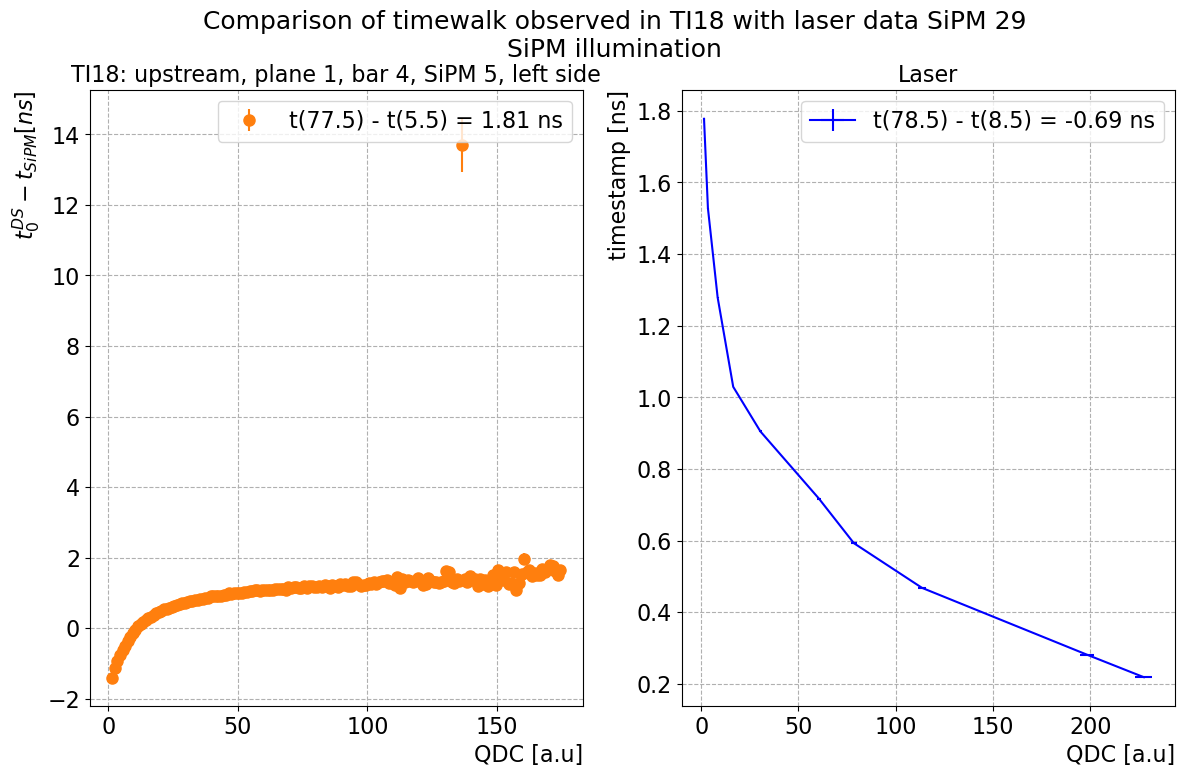 Comparison of timewalk observed in TI18 with laser data SiPM 29
SiPM illumination
TI18: upstream, plane 1, bar 4, SiPM 5, left side
t(77.5) - t(5.5) = 1.81 ns
t₀ᴰˢ − t_SiPM[ns]
14
12
10
8
6
4
2
0
−2
0 50 100 150
QDC [a.u]
Laser
t(78.5) - t(8.5) = -0.69 ns
timestamp [ns]
1.8
1.6
1.4
1.2
1.0
0.8
0.6
0.4
0.2
0 50 100 150 200
QDC [a.u]